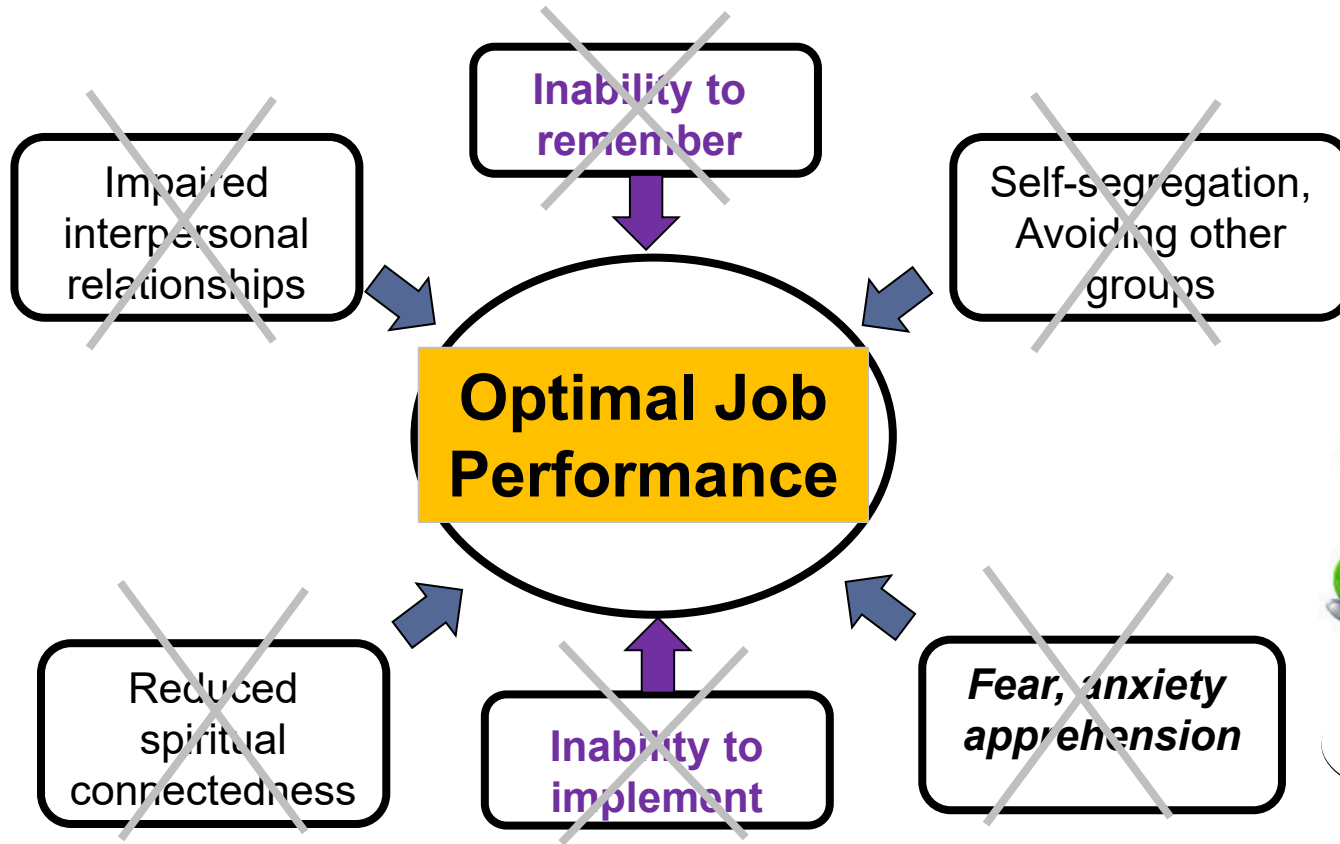 Inability to
remember
Impaired
interpersonal
relationships
Self-segregation,
Avoiding other
groups
Optimal Job
Performance
Reduced
spiritual
connectedness
Inability to
implement
Fear, anxiety
apprehension